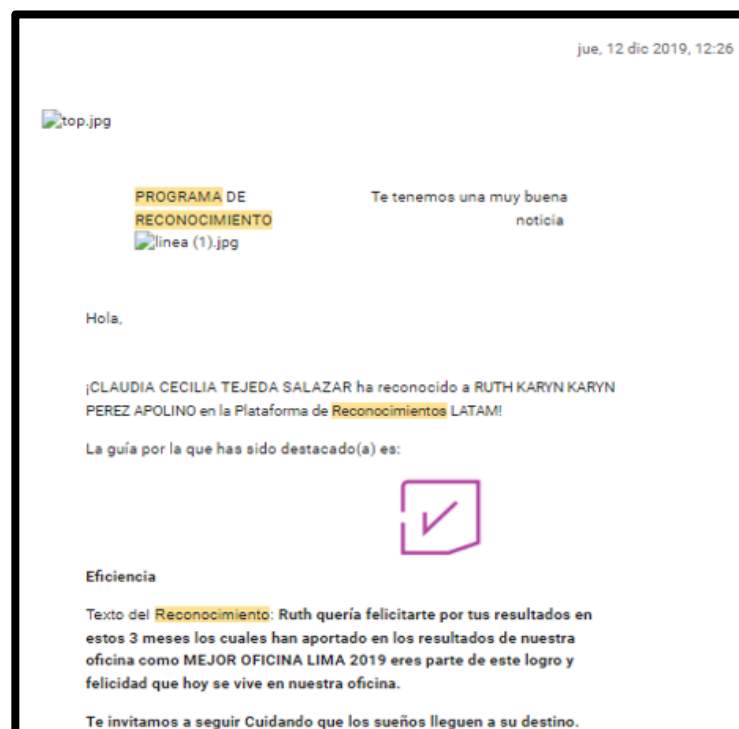 jue, 12 dic 2019, 12:26
top.jpg
PROGRAMA DE
RECONOCIMIENTO
linea (1).jpg
Te tenemos una muy buena
noticia
Hola,
¡CLAUDIA CECILIA TEJEDA SALAZAR ha reconocido a RUTH KARYN KARYN
PEREZ APOLINO en la Plataforma de Reconocimientos LATAM!
La guía por la que has sido destacado(a) es:
Eficiencia
Texto del Reconocimiento: Ruth quería felicitarte por tus resultados en
estos 3 meses los cuales han aportado en los resultados de nuestra
oficina como MEJOR OFICINA LIMA 2019 eres parte de este logro y
felicidad que hoy se vive en nuestra oficina.
Te invitamos a seguir Cuidando que los sueños lleguen a su destino.